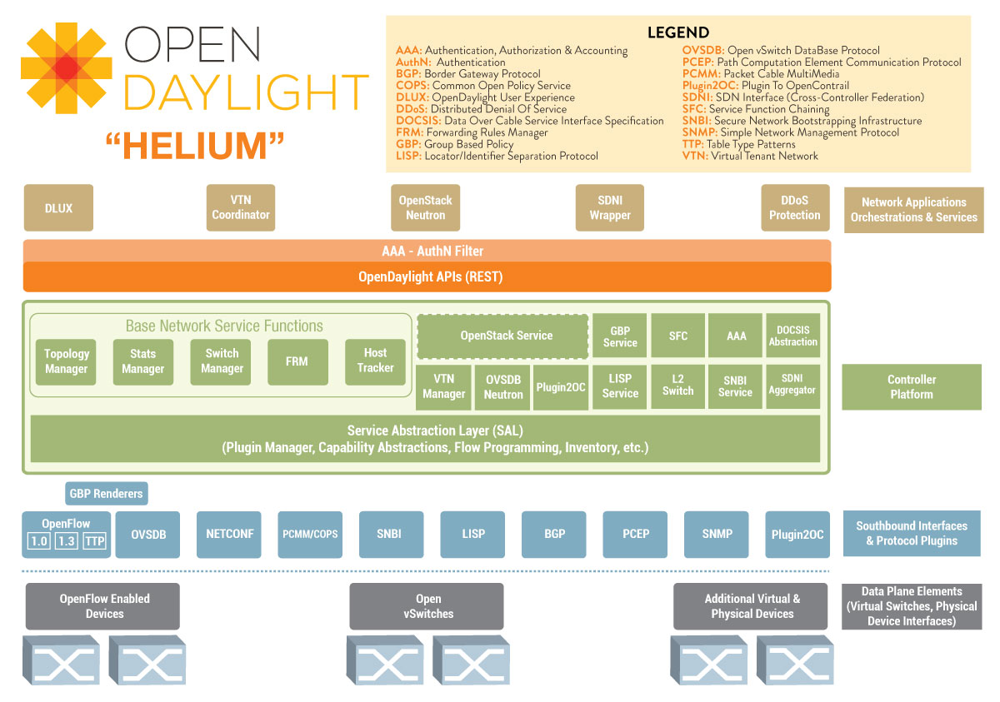 OPEN
DAYLIGHT
“HELIUM”
LEGEND
AAA: Authentication, Authorization & Accounting
AuthN: Authentication
BGP: Border Gateway Protocol
COPS: Common Open Policy Service
DLUX: OpenDaylight User Experience
DDoS: Distributed Denial Of Service
DOCSIS: Data Over Cable Service Interface Specification
FRM: Forwarding Rules Manager
GBP: Group Based Policy
LISP: Locator/Identifier Separation Protocol
OVSDB: Open vSwitch DataBase Protocol
PCEP: Path Computation Element Communication Protocol
PCMM: Packet Cable MultiMedia
Plugin2OC: Plugin To OpenContrail
SDNI: SDN Interface (Cross-Controller Federation)
SFC: Service Function Chaining
SNBI: Secure Network Bootstrapping Infrastructure
SNMP: Simple Network Management Protocol
TTP: Table Type Patterns
VTN: Virtual Tenant Network
DLUX
VTN
Coordinator
OpenStack
Neutron
SDNI
Wrapper
DDoS
Protection
Network Applications
Orchestrations & Services
AAA - AuthN Filter
OpenDaylight APIs (REST)
Base Network Service Functions
Topology
Manager
Stats
Manager
Switch
Manager
FRM
Host
Tracker
OpenStack Service
GBP
Service
SFC
AAA
DOCSIS
Abstraction
VTN
Manager
OVSDB
Neutron
Plugin2OC
LISP
Service
L2
Switch
SNBI
Service
SDNI
Aggregator
Controller
Platform
Service Abstraction Layer (SAL)
(Plugin Manager, Capability Abstractions, Flow Programming, Inventory, etc.)
GBP Renderers
OpenFlow
1.0 1.3 TTP
OVSDB
NETCONF
PCMM/COPS
SNBI
LISP
BGP
PCEP
SNMP
Plugin2OC
Southbound Interfaces
& Protocol Plugins
OpenFlow Enabled
Devices
Open
vSwitches
Additional Virtual &
Physical Devices
Data Plane Elements
(Virtual Switches, Physical
Device Interfaces)